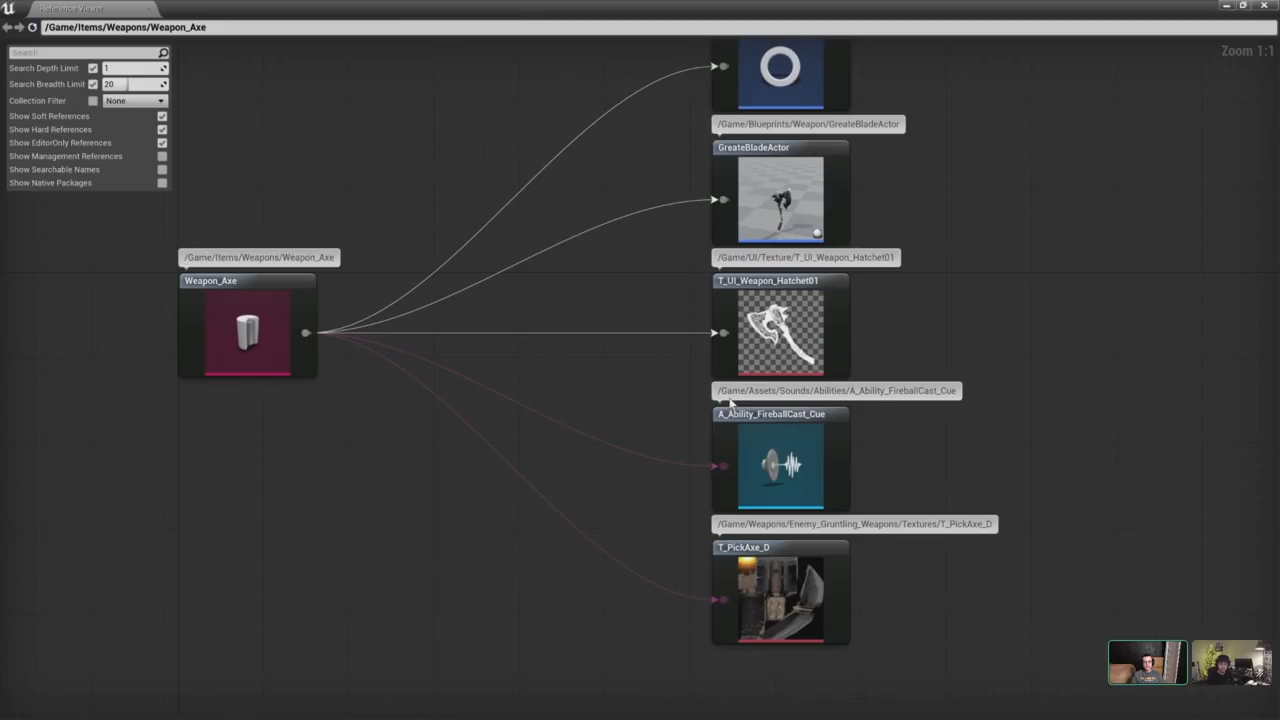 Reference Viewer
/Game/Items/Weapons/Weapon_Axe
Zoom 1:1
Search
Search Depth Limit 1
Search Breadth Limit 20
Collection Filter None
Show Soft References
Show Hard References
Show EditorOnly References
Show Management References
Show Searchable Names
Show Native Packages
/Game/Blueprints/Weapon/GreateBladeActor
GreateBladeActor
/Game/Items/Weapons/Weapon_Axe
Weapon_Axe
/Game/UI/Texture/T_UI_Weapon_Hatchet01
T_UI_Weapon_Hatchet01
/Game/Assets/Sounds/Abilities/A_Ability_FireballCast_Cue
A_Ability_FireballCast_Cue
/Game/Weapons/Enemy_Gruntling_Weapons/Textures/T_PickAxe_D
T_PickAxe_D